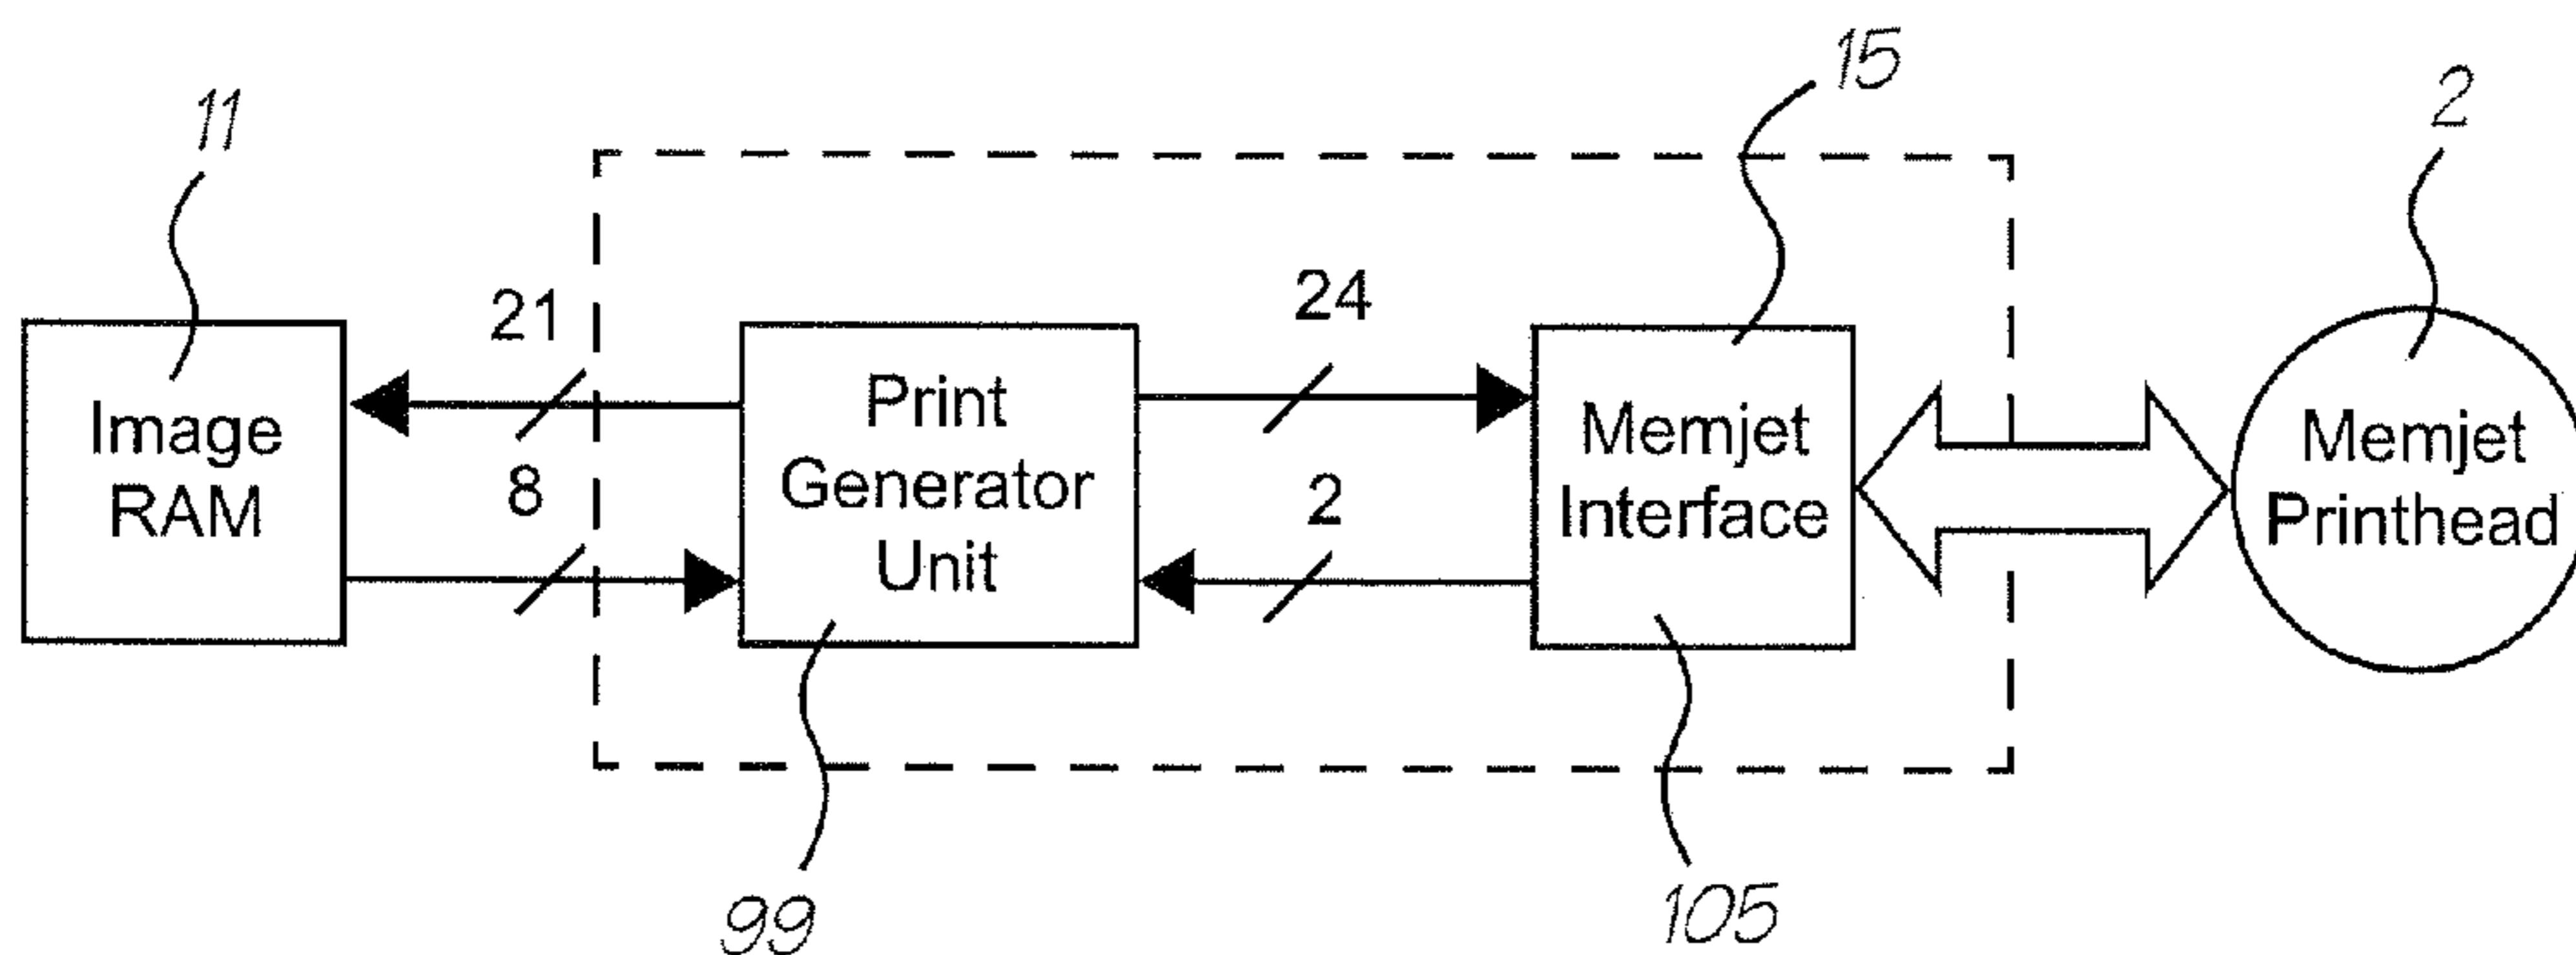 15
2
11
21
24
Image
RAM
Print
Generator
Unit
Memjet
Interface
Memjet
Printhead
8
2
99
105